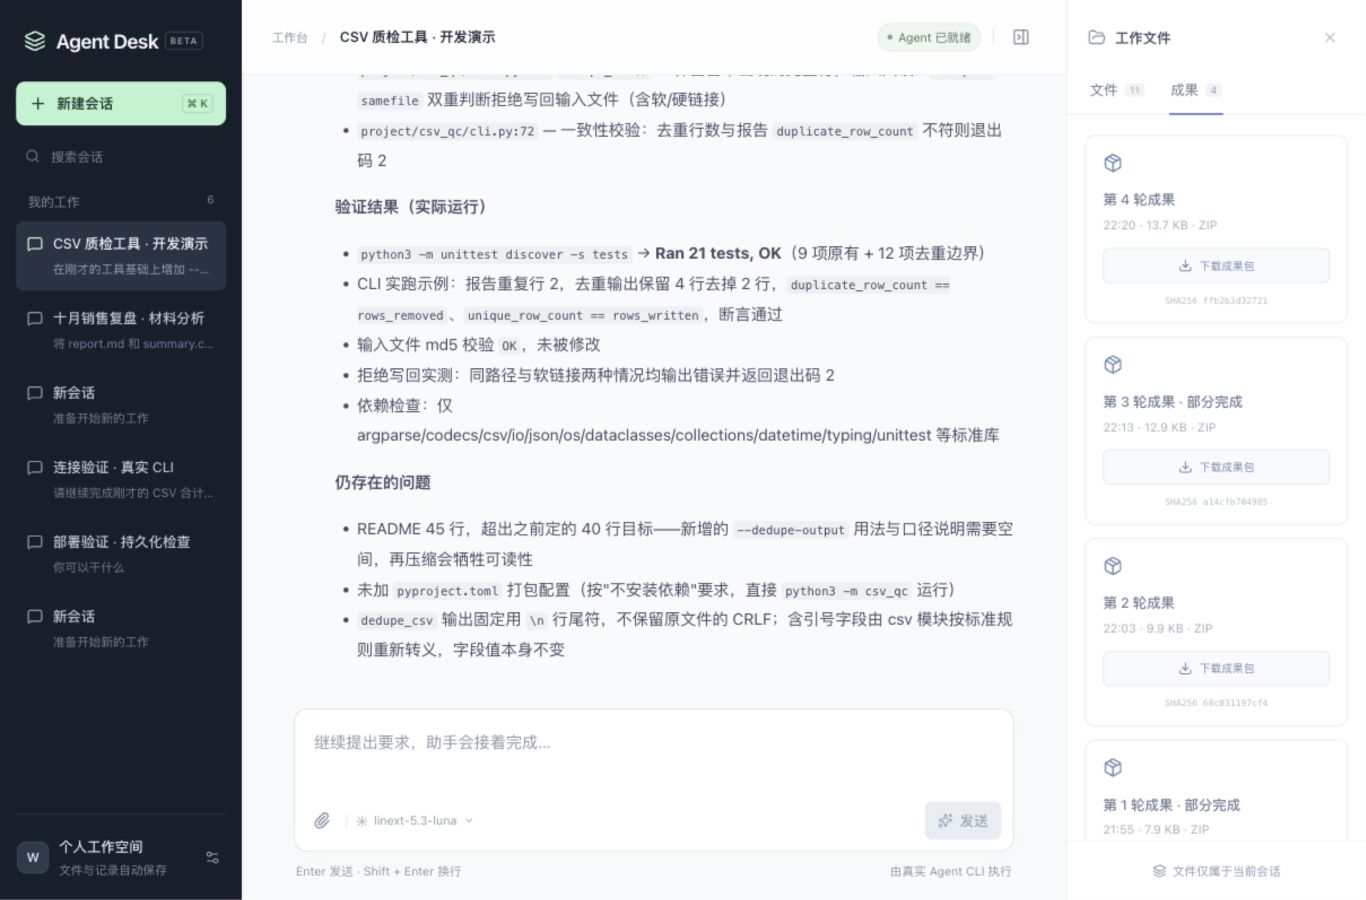 Agent Desk BETA
新建会话 ⌘ K
搜索会话
我的工作 6
CSV 质检工具 · 开发演示
在刚才的工具基础上增加 --...
十月销售复盘 · 材料分析
将 report.md 和 summary.c...
新会话
准备开始新的工作
连接验证 · 真实 CLI
请继续完成刚才的 CSV 合计...
部署验证 · 持久化检查
你可以干什么
新会话
准备开始新的工作
W
个人工作空间
文件与记录自动保存
工作台 / CSV 质检工具 · 开发演示
Agent 已就绪
samefile 双重判断拒绝写回输入文件（含软/硬链接）
project/csv_qc/cli.py:72 — 一致性校验：去重行数与报告 duplicate_row_count 不符则退出
码 2
验证结果（实际运行）
python3 -m unittest discover -s tests → Ran 21 tests, OK（9 项原有 + 12 项去重边界）
CLI 实跑示例：报告重复行 2，去重输出保留 4 行去掉 2 行，duplicate_row_count ==
rows_removed 、 unique_row_count == rows_written，断言通过
输入文件 md5 校验 OK，未被修改
拒绝写回实测：同路径与软链接两种情况均输出错误并返回退出码 2
依赖检查：仅
argparse/codecs/csv/io/json/os/dataclasses/collections/datetime/typing/unittest 等标准库
仍存在的问题
README 45 行，超出之前定的 40 行目标——新增的 --dedupe-output 用法与口径说明需要空
间，再压缩会牺牲可读性
未加 pyproject.toml 打包配置（按"不安装依赖"要求，直接 python3 -m csv_qc 运行）
dedupe_csv 输出固定用 \n 行尾符，不保留原文件的 CRLF；含引号字段由 csv 模块按标准规
则重新转义，字段值本身不变
继续提出要求，助手会接着完成...
linext-5.3-luna
发送
Enter 发送 · Shift + Enter 换行
由真实 Agent CLI 执行
工作文件
文件 11 成果 4
第 4 轮成果
22:20 · 13.7 KB · ZIP
下载成果包
SHA256 ffb2b3d32721
第 3 轮成果 · 部分完成
22:13 · 12.9 KB · ZIP
下载成果包
SHA256 a14cfb704985
第 2 轮成果
22:03 · 9.9 KB · ZIP
下载成果包
SHA256 68c031197cf4
第 1 轮成果 · 部分完成
21:55 · 7.9 KB · ZIP
文件仅属于当前会话